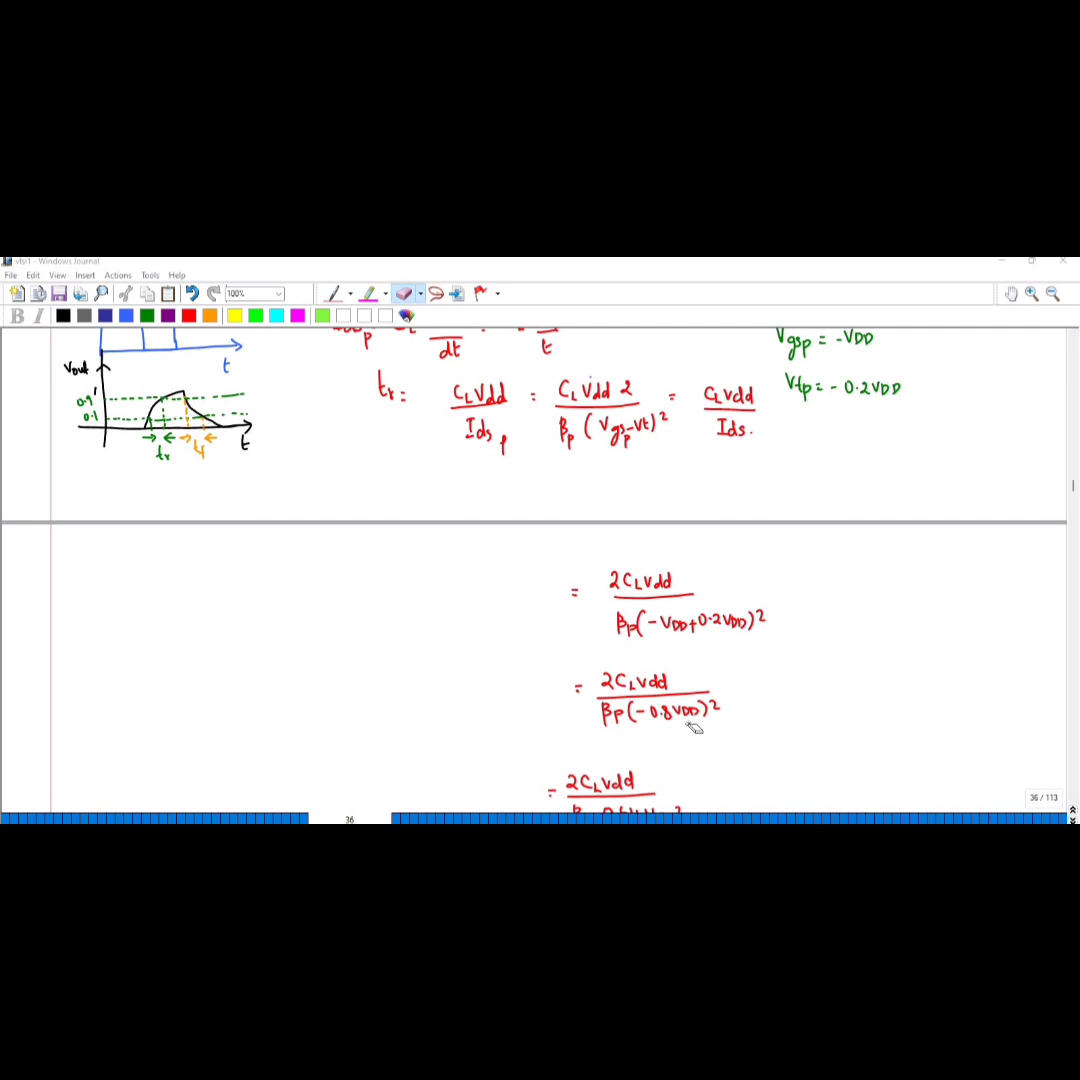 vlsi1 - Windows Journal
File Edit View Insert Actions Tools Help
100%
B I
p dt t
Vgsp = -VDD
Vout t
tr = CLVdd / Idsp = CLVdd 2 / βp (Vgsp-Vt)² = CLVdd / Ids.
Vtp = - 0.2VDD
0.9
0.1
tr tf t
= 2CLVdd / βp(-VDD+0.2VDD)²
= 2CLVdd / βp(-0.8VDD)²
= 2CLVdd
36 / 113
36